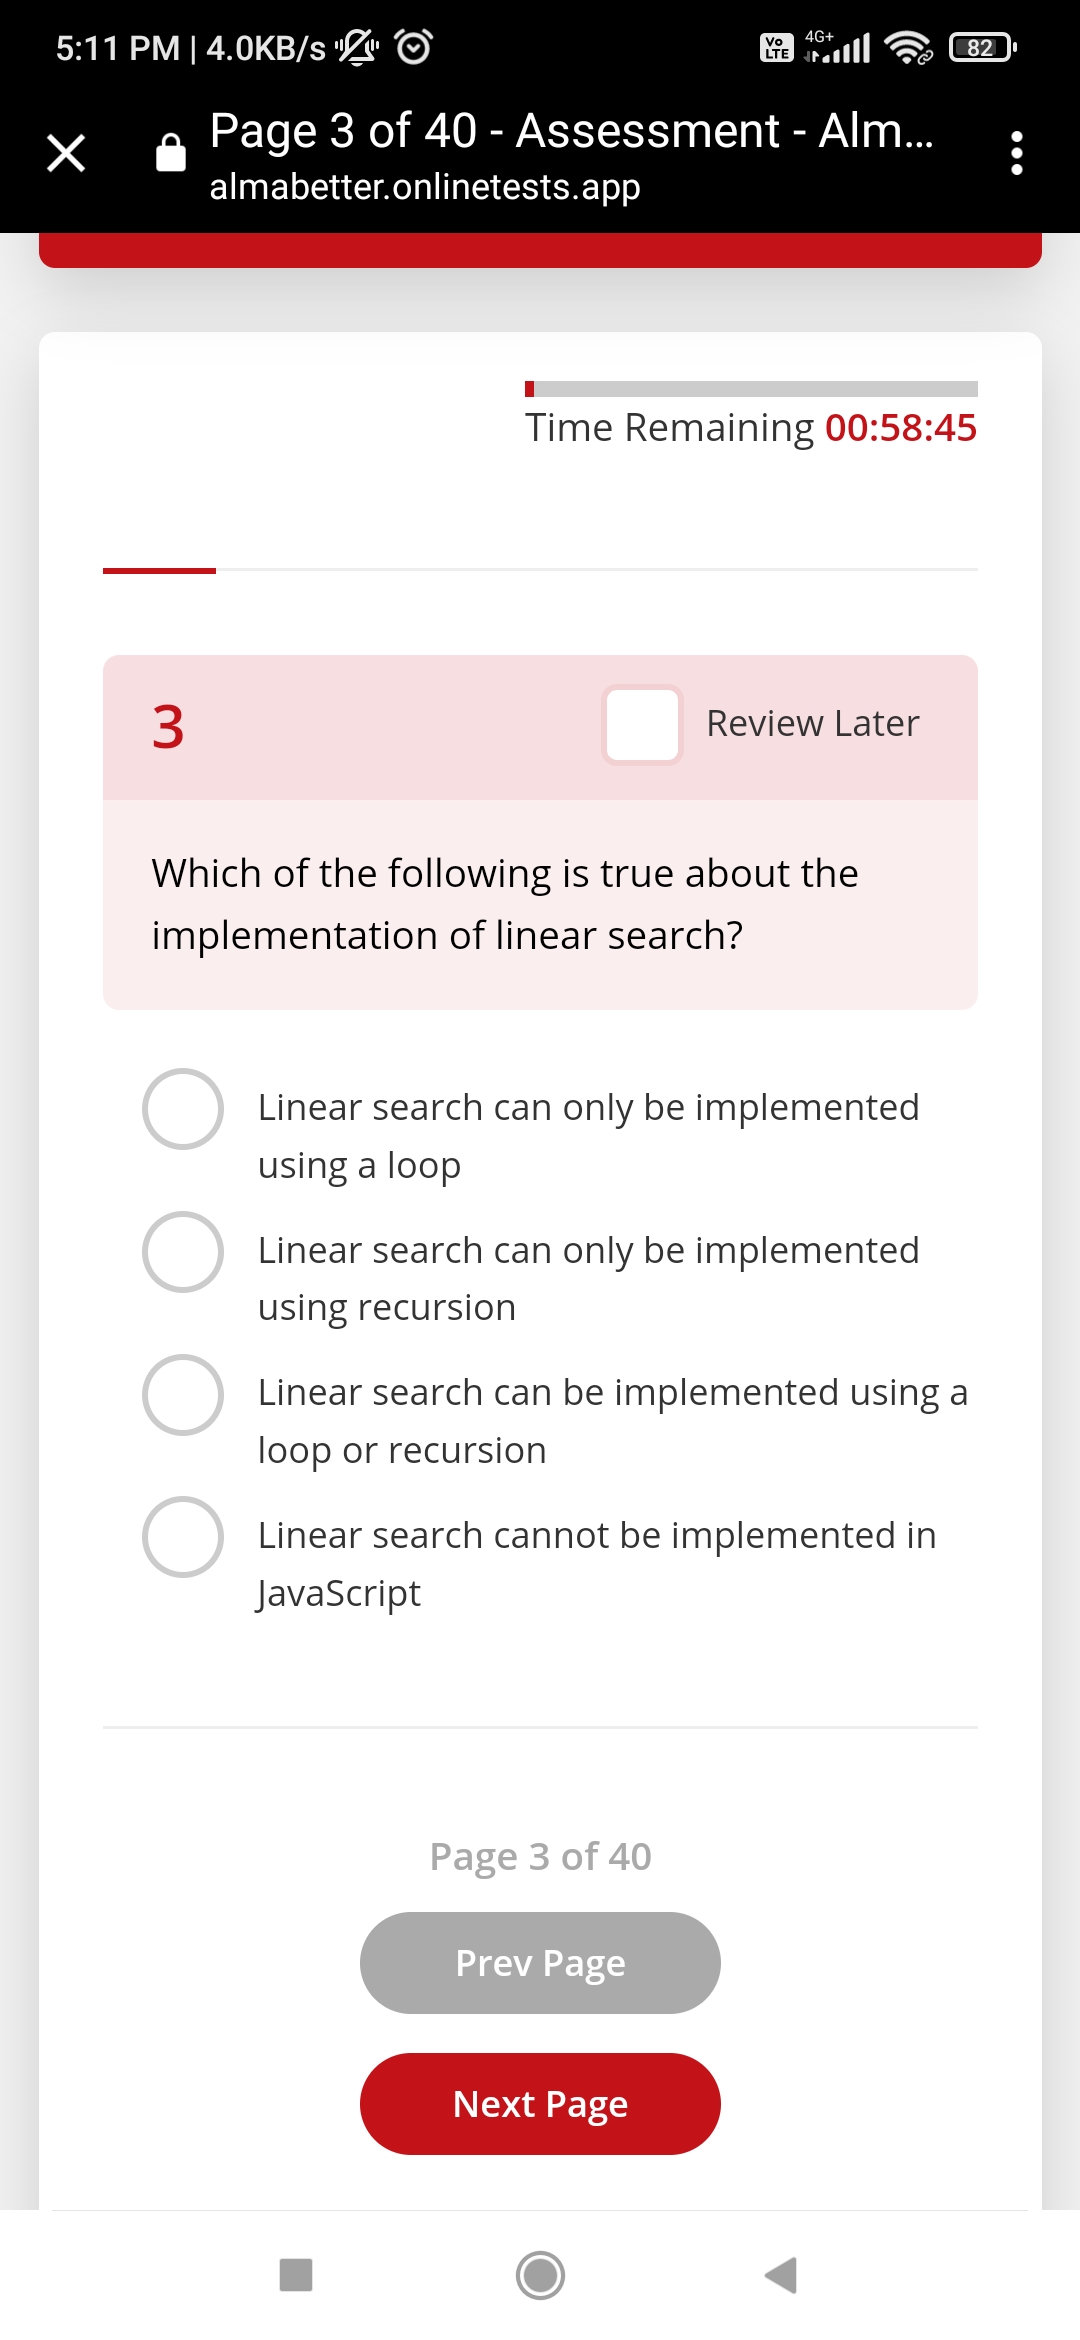 5:11 PM | 4.0KB/s
Vo LTE 4G+ 82
Page 3 of 40 - Assessment - Alm...
almabetter.onlinetests.app
Time Remaining 00:58:45
3
Review Later
Which of the following is true about the
implementation of linear search?
Linear search can only be implemented
using a loop
Linear search can only be implemented
using recursion
Linear search can be implemented using a
loop or recursion
Linear search cannot be implemented in
JavaScript
Page 3 of 40
Prev Page
Next Page